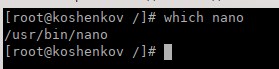 [root@koshenkov /]# which nano
/usr/bin/nano
[root@koshenkov /]#